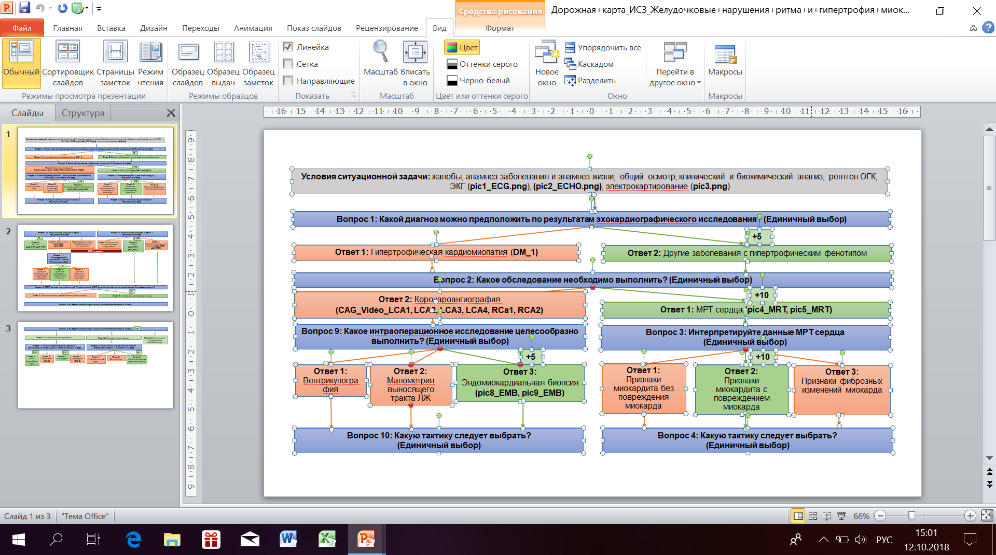 Средства рисования
Дорожная+карта_ИСЗ_Желудочковые+нарушения+ритма+и+гипертрофия+миок...
Файл Главная Вставка Дизайн Переходы Анимация Показ слайдов Рецензирование Вид Формат
Обычный
Сортировщик слайдов
Страницы заметок
Режим чтения
Режимы просмотра презентации
Образец слайдов
Образец выдач
Образец заметок
Режимы образцов
Линейка
Сетка
Направляющие
Показать
Масштаб
Вписать в окно
Масштаб
Цвет
Оттенки серого
Черно-белый
Цвет или оттенки серого
Новое окно
Упорядочить все
Каскадом
Разделить
Перейти в другое окно
Окно
Макросы
Макросы
Слайды Структура
1
2
3
Условия ситуационной задачи: жалобы, анамнез заболевания и анамнез жизни, общий осмотр, клинический и биохимический анализ, рентген ОГК,
ЭКГ (pic1_ECG.png), (pic2_ECHO.png), электрокартирование (pic3.png)
Вопрос 1: Какой диагноз можно предположить по результатам эхокардиографического исследования? (Единичный выбор)
+5
Ответ 1: Гипертрофическая кардиомиопатия (DM_1)
Ответ 2: Другие заболевания с гипертрофическим фенотипом
Вопрос 2: Какое обследование необходимо выполнить? (Единичный выбор)
+10
Ответ 2: Коронароангиография
(CAG_Video_LCA1, LCA2, LCA3, LCA4, RCa1, RCA2)
Ответ 1: МРТ сердца (pic4_MRT, pic5_MRT)
Вопрос 9: Какое интраоперационное исследование целесообразно
выполнить? (Единичный выбор)
Вопрос 3: Интерпретируйте данные МРТ сердца
(Единичный выбор)
+5
+10
Ответ 1:
Вентрикулогра
фия
Ответ 2:
Манометрия
выносящего
тракта ЛЖ
Ответ 3:
Эндомиокардиальная биопсия
(pic8_EMB, pic9_EMB)
Ответ 1:
Признаки
миокардита без
повреждения
миокарда
Ответ 2:
Признаки
миокардита с
повреждением
миокарда
Ответ 3:
Признаки фиброзных
изменений миокарда
Вопрос 10: Какую тактику следует выбрать?
(Единичный выбор)
Вопрос 4: Какую тактику следует выбрать?
(Единичный выбор)
Слайд 1 из 3 "Тема Office" 66%
РУС
15:01
12.10.2018